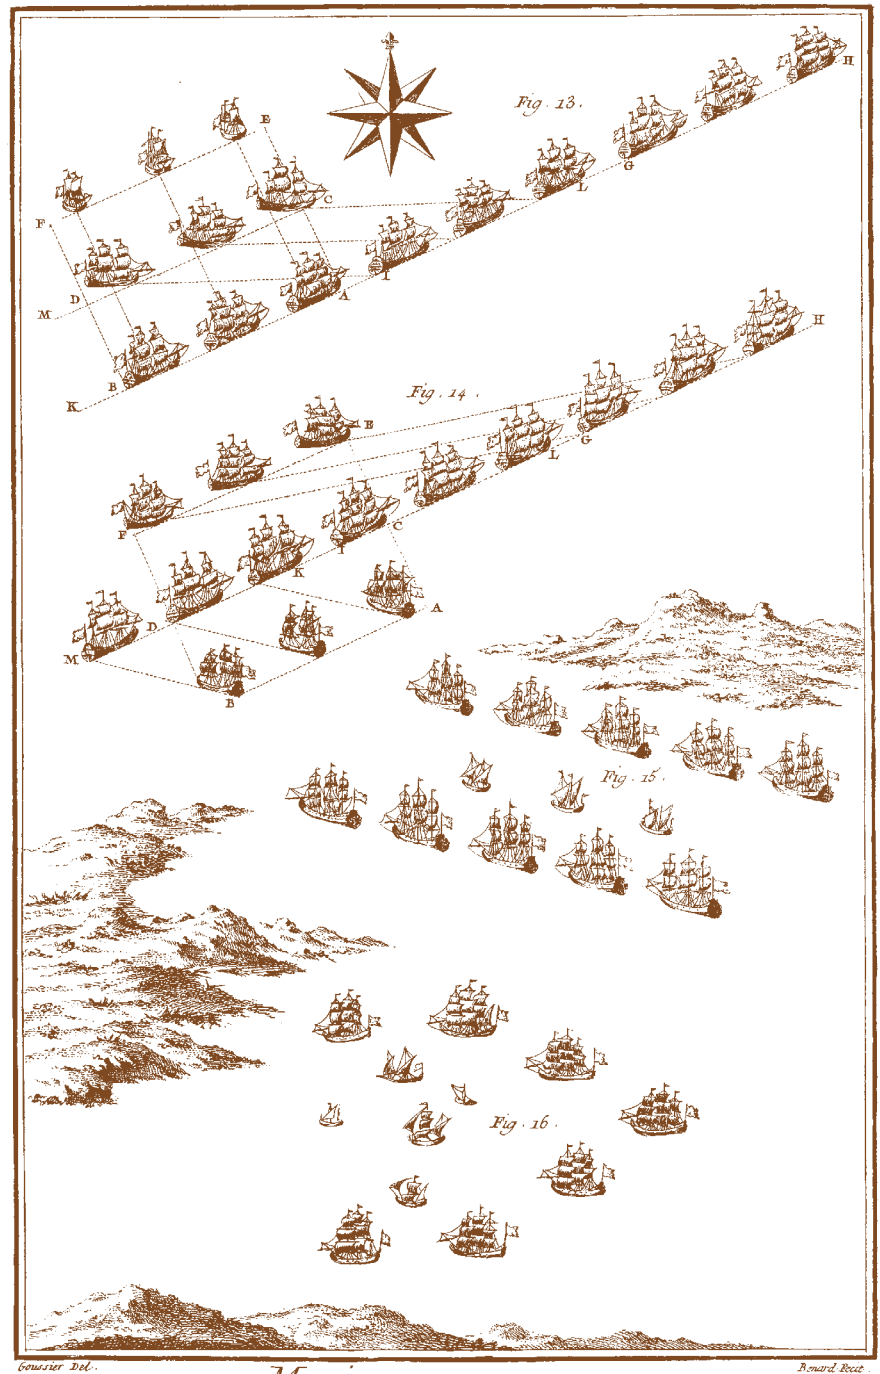 Fig. 13.
H
E
G
L
C
F
I
A
D
M
B
K
Fig. 14.
H
E
G
L
F
C
I
K
A
D
M
B
Fig. 15.
Fig. 16.
Goussier Del.
Benard Fecit.